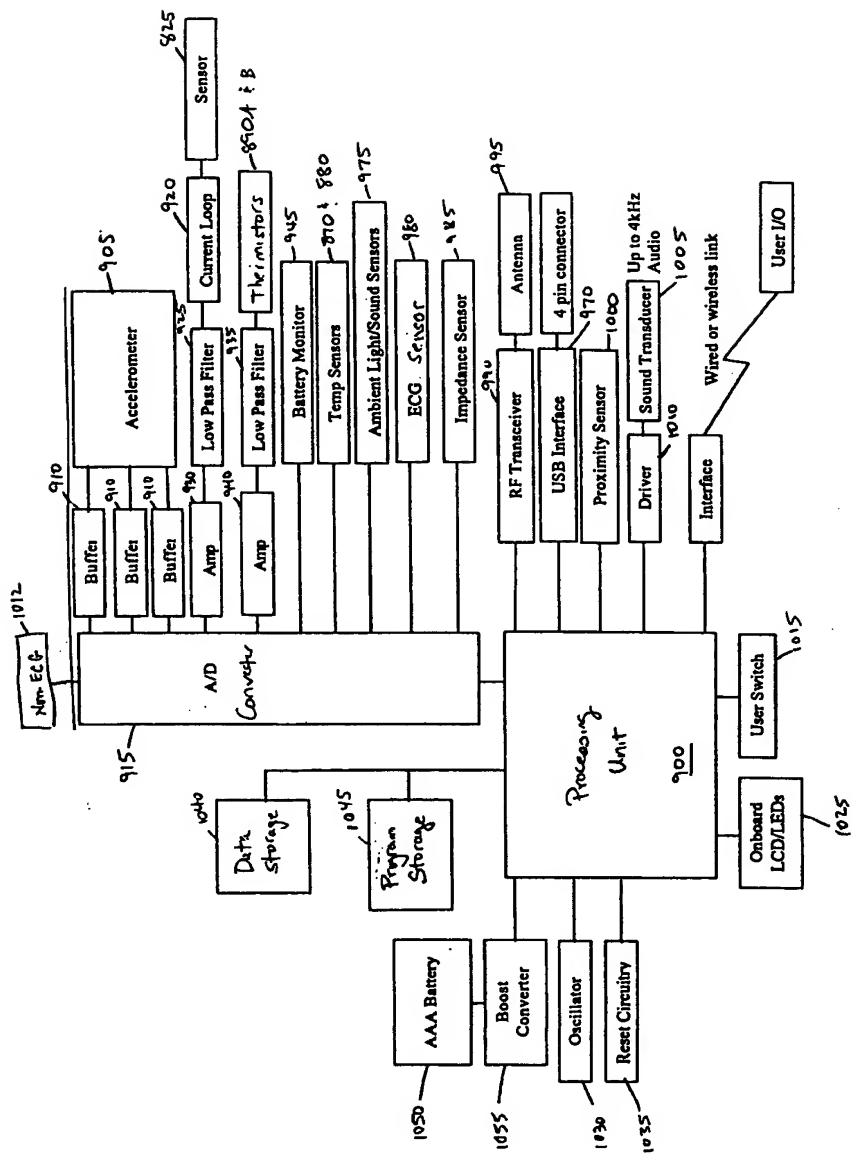 Non ECG
1012
905
Accelerometer
910
Buffer
910
Buffer
910
Buffer
825
Sensor
920
Current Loop
925
Low Pass Filter
930
Amp
890A & B
Thermistors
935
Low Pass Filter
940
Amp
945
Battery Monitor
870 & 880
Temp Sensors
975
Ambient Light/Sound Sensors
980
ECG Sensor
985
Impedance Sensor
A/D
Converter
915
995
Antenna
990
RF Transceiver
4 pin connector
970
USB Interface
1000
Proximity Sensor
Up to 4kHz
Audio
1005
Sound Transducer
1010
Driver
Wired or wireless link
User I/O
Interface
Processing
Unit
900
1040
Data
Storage
1045
Program
Storage
User Switch
1015
Onboard
LCD/LEDs
1025
AAA Battery
1050
Boost
Converter
1055
Oscillator
1030
Reset Circuitry
1035